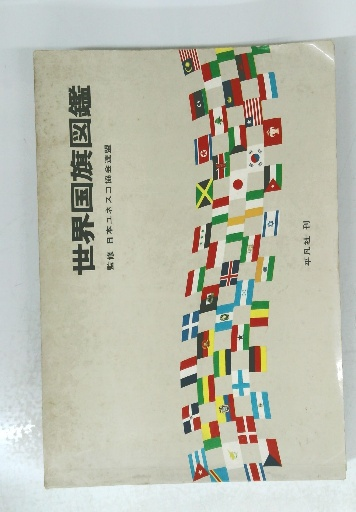 世界国旗図鑑
監修 日本ユネスコ協会連盟
平凡社 刊